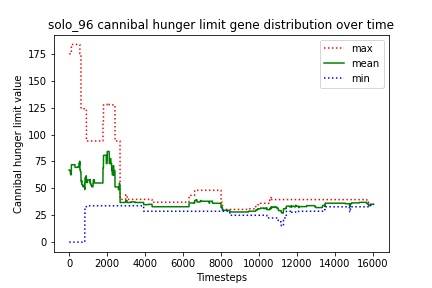 solo_96 cannibal hunger limit gene distribution over time
max
mean
min
Cannibal hunger limit value
175
150
125
100
75
50
25
0
0 2000 4000 6000 8000 10000 12000 14000 16000
Timesteps